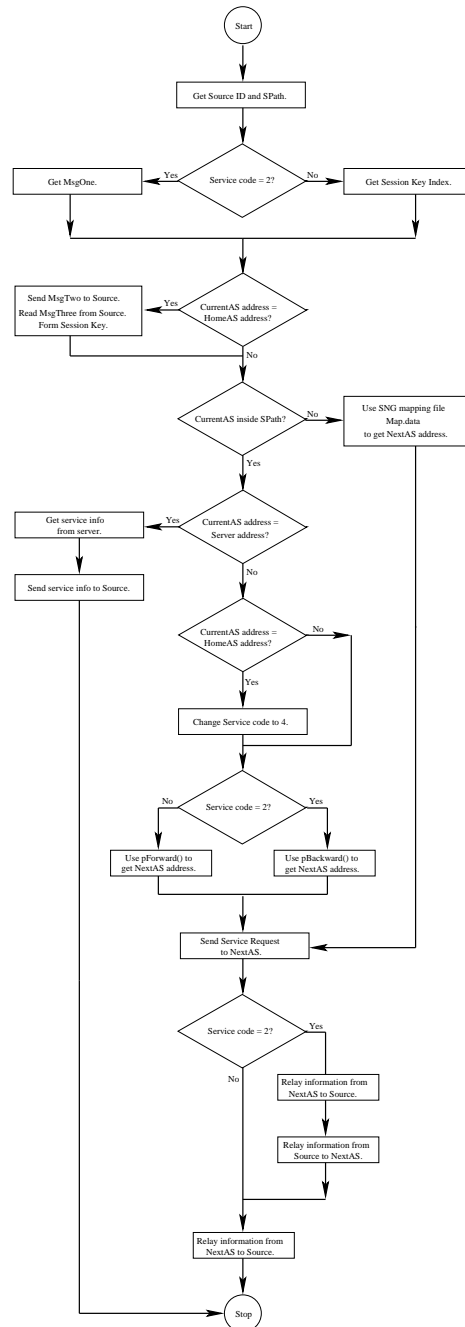 Start
Get Source ID and SPath.
Service code = 2?
Yes
No
Get MsgOne.
Get Session Key Index.
CurrentAS address =
HomeAS address?
Yes
Send MsgTwo to Source.
Read MsgThree from Source.
Form Session Key.
No
CurrentAS inside SPath?
No
Use SNG mapping file
Map.data
to get NextAS address.
Yes
CurrentAS address =
Server address?
Yes
Get service info
from server.
Send service info to Source.
No
CurrentAS address =
HomeAS address?
No
Yes
Change Service code to 4.
Service code = 2?
No
Yes
Use pForward() to
get NextAS address.
Use pBackward() to
get NextAS address.
Send Service Request
to NextAS.
Service code = 2?
Yes
No
Relay information from
NextAS to Source.
Relay information from
Source to NextAS.
Relay information from
NextAS to Source.
Stop